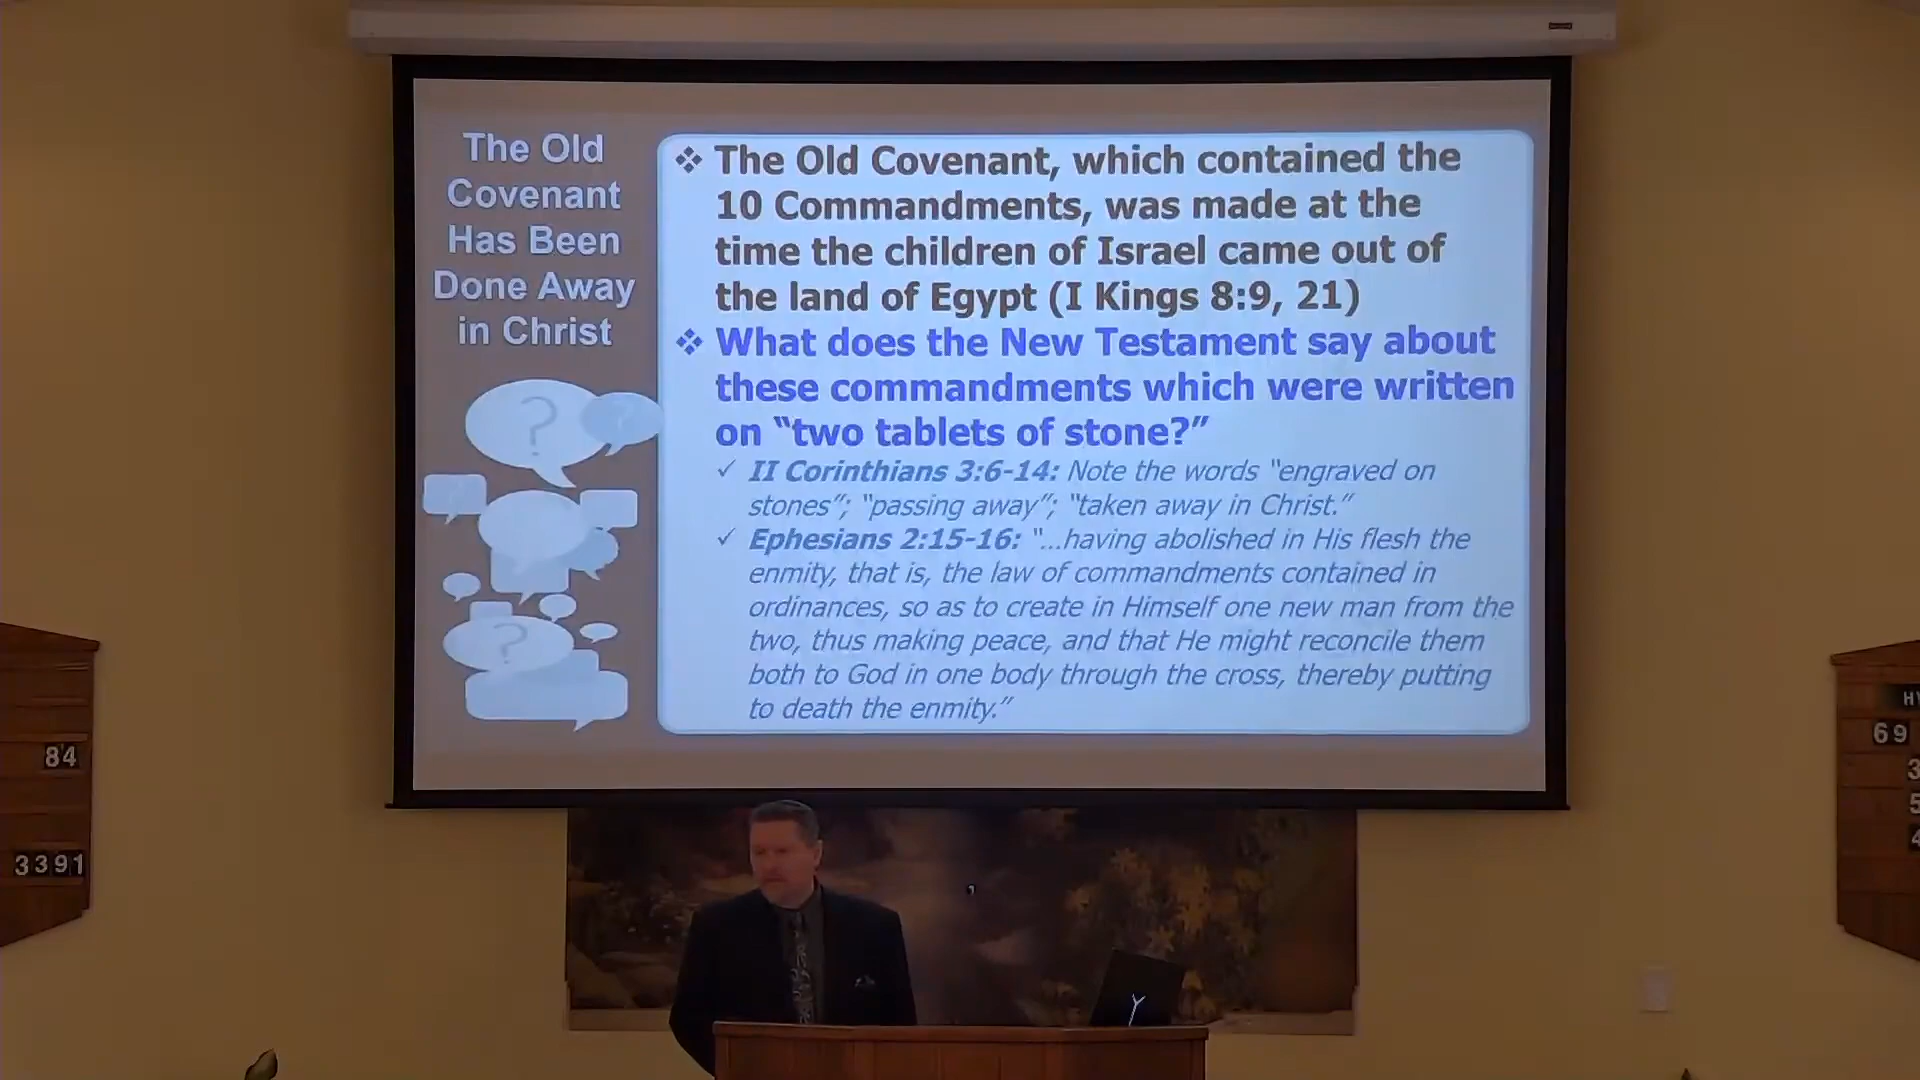 The Old
Covenant
Has Been
Done Away
in Christ
❖ The Old Covenant, which contained the
10 Commandments, was made at the
time the children of Israel came out of
the land of Egypt (I Kings 8:9, 21)
❖ What does the New Testament say about
these commandments which were written
on “two tablets of stone?”
✓ II Corinthians 3:6-14: Note the words “engraved on
stones”; “passing away”; “taken away in Christ.”
✓ Ephesians 2:15-16: “...having abolished in His flesh the
enmity, that is, the law of commandments contained in
ordinances, so as to create in Himself one new man from the
two, thus making peace, and that He might reconcile them
both to God in one body through the cross, thereby putting
to death the enmity.”
?
?
?
84
3391
HY
69
3
5
4